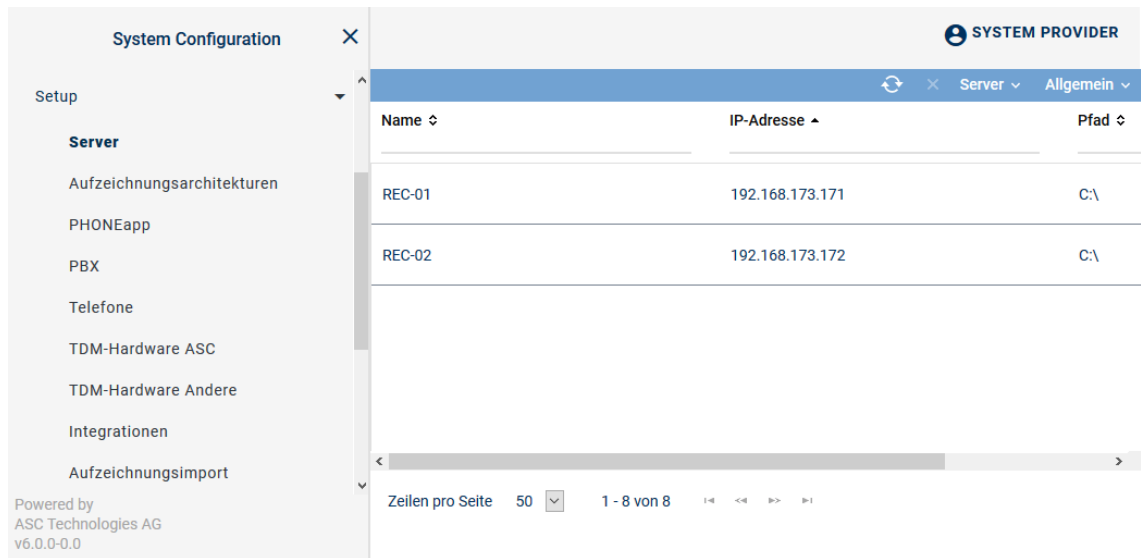 System Configuration
SYSTEM PROVIDER
Setup
Server
Aufzeichnungsarchitekturen
PHONEapp
PBX
Telefone
TDM-Hardware ASC
TDM-Hardware Andere
Integrationen
Aufzeichnungsimport
Powered by
ASC Technologies AG
v6.0.0-0.0
Server Allgemein
Name IP-Adresse Pfad
REC-01 192.168.173.171 C:\
REC-02 192.168.173.172 C:\
Zeilen pro Seite 50 1 - 8 von 8